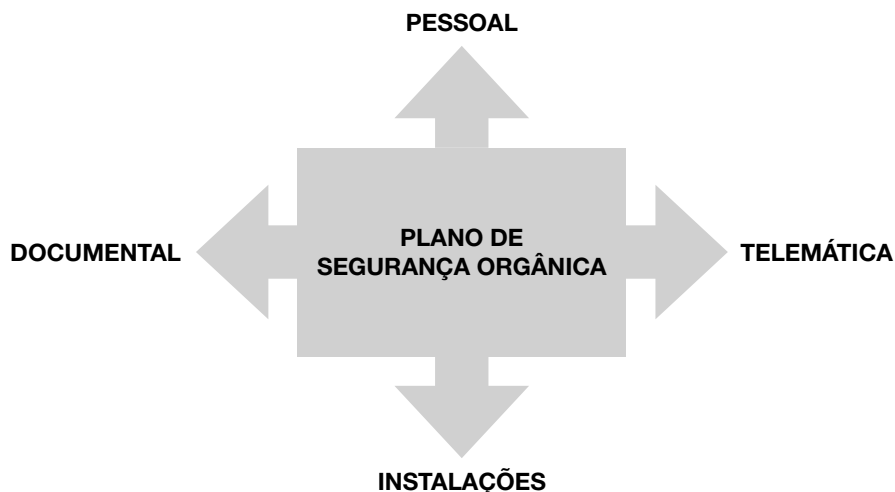 PESSOAL
DOCUMENTAL
PLANO DE
SEGURANÇA ORGÂNICA
TELEMÁTICA
INSTALAÇÕES